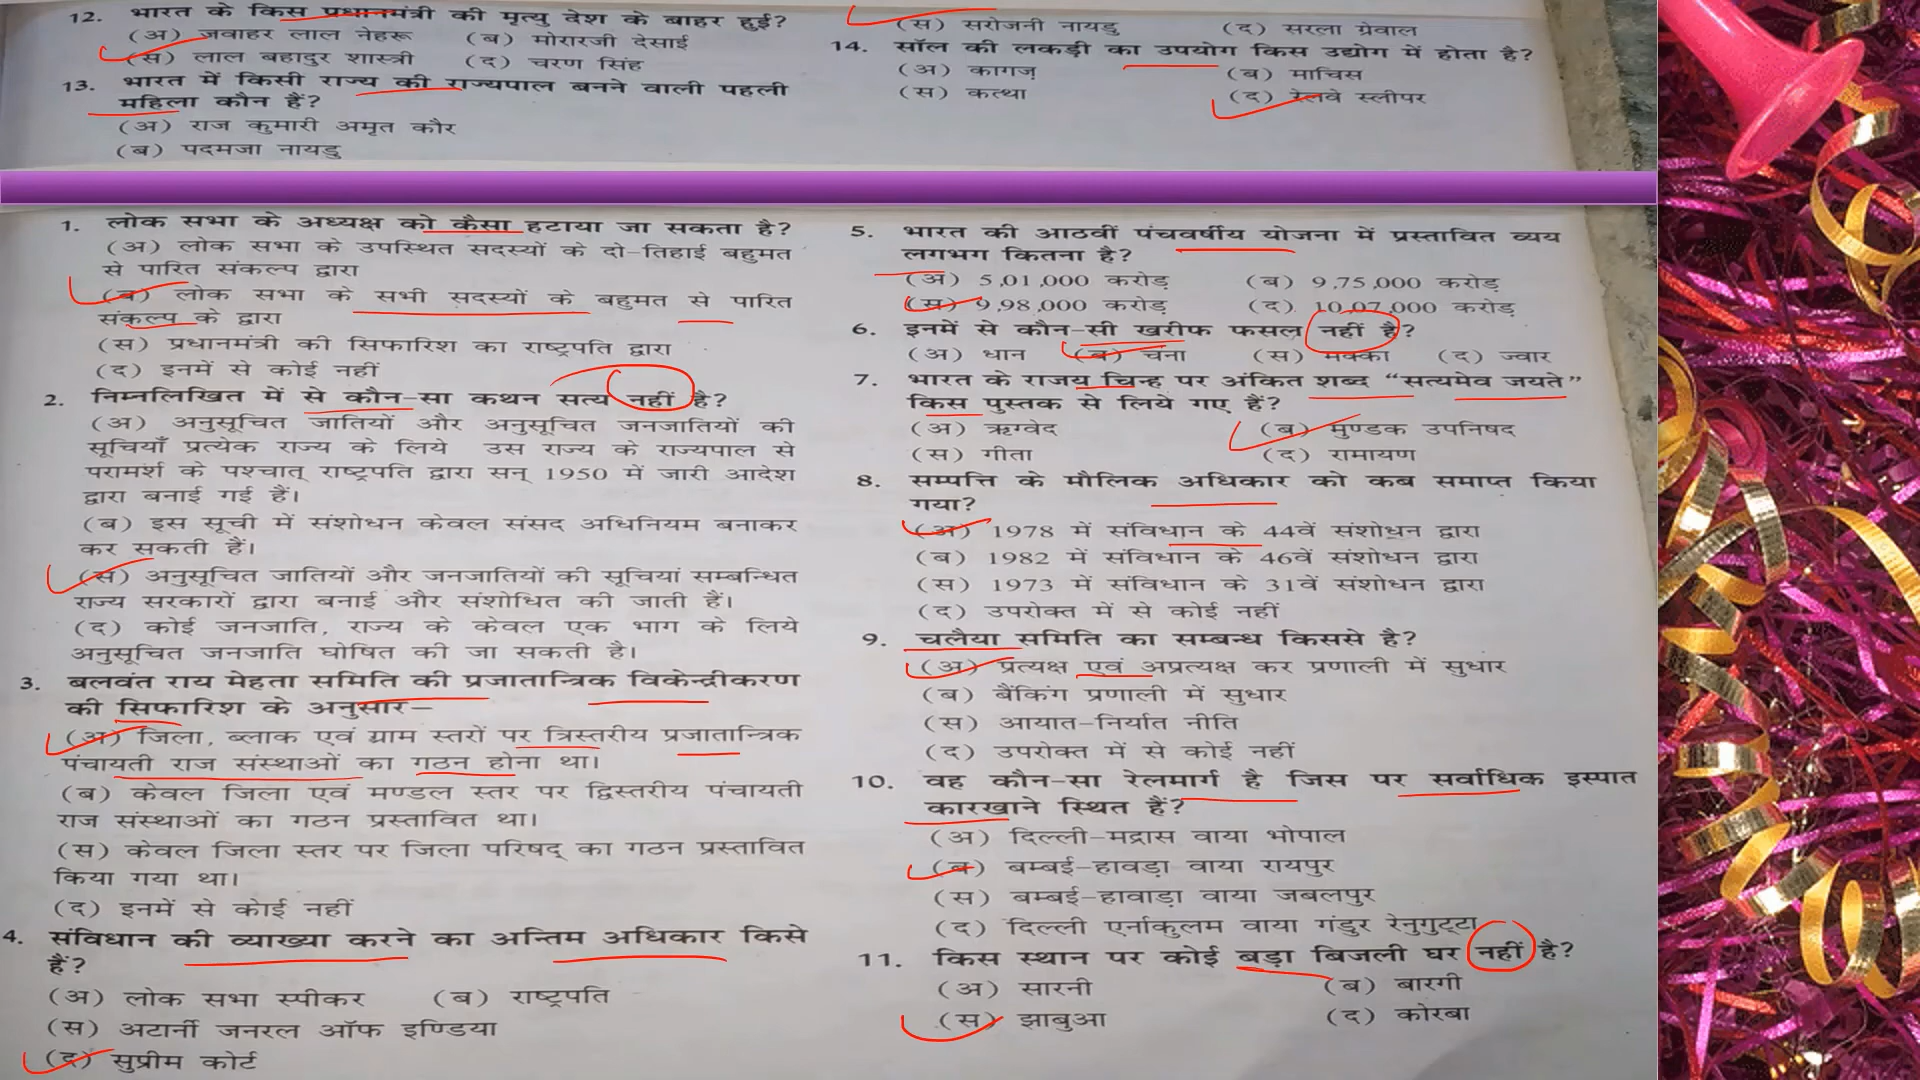 12. भारत के किस प्रधानमंत्री की मृत्यु देश के बाहर हुई?
(अ) जवाहर लाल नेहरू (ब) मोरारजी देसाई
(स) लाल बहादुर शास्त्री (द) चरण सिंह
13. भारत में किसी राज्य की राज्यपाल बनने वाली पहली
महिला कौन हैं?
(अ) राज कुमारी अमृत कौर
(ब) पदमजा नायडु
(स) सरोजनी नायडु (द) सरला ग्रेवाल
14. सॉल की लकड़ी का उपयोग किस उद्योग में होता है?
(अ) कागज़ (ब) माचिस
(स) कत्था (द) रेलवे स्लीपर
1. लोक सभा के अध्यक्ष को कैसा हटाया जा सकता है?
(अ) लोक सभा के उपस्थित सदस्यों के दो-तिहाई बहुमत
से पारित संकल्प द्वारा
(ब) लोक सभा के सभी सदस्यों के बहुमत से पारित
संकल्प के द्वारा
(स) प्रधानमंत्री की सिफारिश का राष्ट्रपति द्वारा
(द) इनमें से कोई नहीं
2. निम्नलिखित में से कौन-सा कथन सत्य नहीं है?
(अ) अनुसूचित जातियों और अनुसूचित जनजातियों की
सूचियाँ प्रत्येक राज्य के लिये उस राज्य के राज्यपाल से
परामर्श के पश्चात् राष्ट्रपति द्वारा सन् 1950 में जारी आदेश
द्वारा बनाई गई हैं।
(ब) इस सूची में संशोधन केवल संसद अधिनियम बनाकर
कर सकती हैं।
(स) अनुसूचित जातियों और जनजातियों की सूचियां सम्बन्धित
राज्य सरकारों द्वारा बनाई और संशोधित की जाती हैं।
(द) कोई जनजाति, राज्य के केवल एक भाग के लिये
अनुसूचित जनजाति घोषित की जा सकती है।
3. बलवंत राय मेहता समिति की प्रजातान्त्रिक विकेन्द्रीकरण
की सिफारिश के अनुसार–
(अ) जिला, ब्लाक एवं ग्राम स्तरों पर त्रिस्तरीय प्रजातान्त्रिक
पंचायती राज संस्थाओं का गठन होना था।
(ब) केवल जिला एवं मण्डल स्तर पर द्विस्तरीय पंचायती
राज संस्थाओं का गठन प्रस्तावित था।
(स) केवल जिला स्तर पर जिला परिषद् का गठन प्रस्तावित
किया गया था।
(द) इनमें से कोई नहीं
4. संविधान की व्याख्या करने का अन्तिम अधिकार किसे
हैं?
(अ) लोक सभा स्पीकर (ब) राष्ट्रपति
(स) अटार्नी जनरल ऑफ इण्डिया
(द) सुप्रीम कोर्ट
5. भारत की आठवीं पंचवर्षीय योजना में प्रस्तावित व्यय
लगभग कितना है?
(अ) 5,01,000 करोड़ (ब) 9,75,000 करोड़
(स) 9,98,000 करोड़ (द) 10,07,000 करोड़
6. इनमें से कौन-सी खरीफ फसल नहीं है?
(अ) धान (ब) चना (स) मक्का (द) ज्वार
7. भारत के राजय चिन्ह पर अंकित शब्द “सत्यमेव जयते”
किस पुस्तक से लिये गए हैं?
(अ) ऋग्वेद (ब) मुण्डक उपनिषद
(स) गीता (द) रामायण
8. सम्पत्ति के मौलिक अधिकार को कब समाप्त किया
गया?
(अ) 1978 में संविधान के 44वें संशोधन द्वारा
(ब) 1982 में संविधान के 46वें संशोधन द्वारा
(स) 1973 में संविधान के 31वें संशोधन द्वारा
(द) उपरोक्त में से कोई नहीं
9. चलैया समिति का सम्बन्ध किससे है?
(अ) प्रत्यक्ष एवं अप्रत्यक्ष कर प्रणाली में सुधार
(ब) बैंकिंग प्रणाली में सुधार
(स) आयात-निर्यात नीति
(द) उपरोक्त में से कोई नहीं
10. वह कौन-सा रेलमार्ग है जिस पर सर्वाधिक इस्पात
कारखाने स्थित हैं?
(अ) दिल्ली-मद्रास वाया भोपाल
(ब) बम्बई-हावड़ा वाया रायपुर
(स) बम्बई-हावाड़ा वाया जबलपुर
(द) दिल्ली एर्नाकुलम वाया गंडुर रेनुगुट्टा
11. किस स्थान पर कोई बड़ा बिजली घर नहीं है?
(अ) सारनी (ब) बारगी
(स) झाबुआ (द) कोरबा